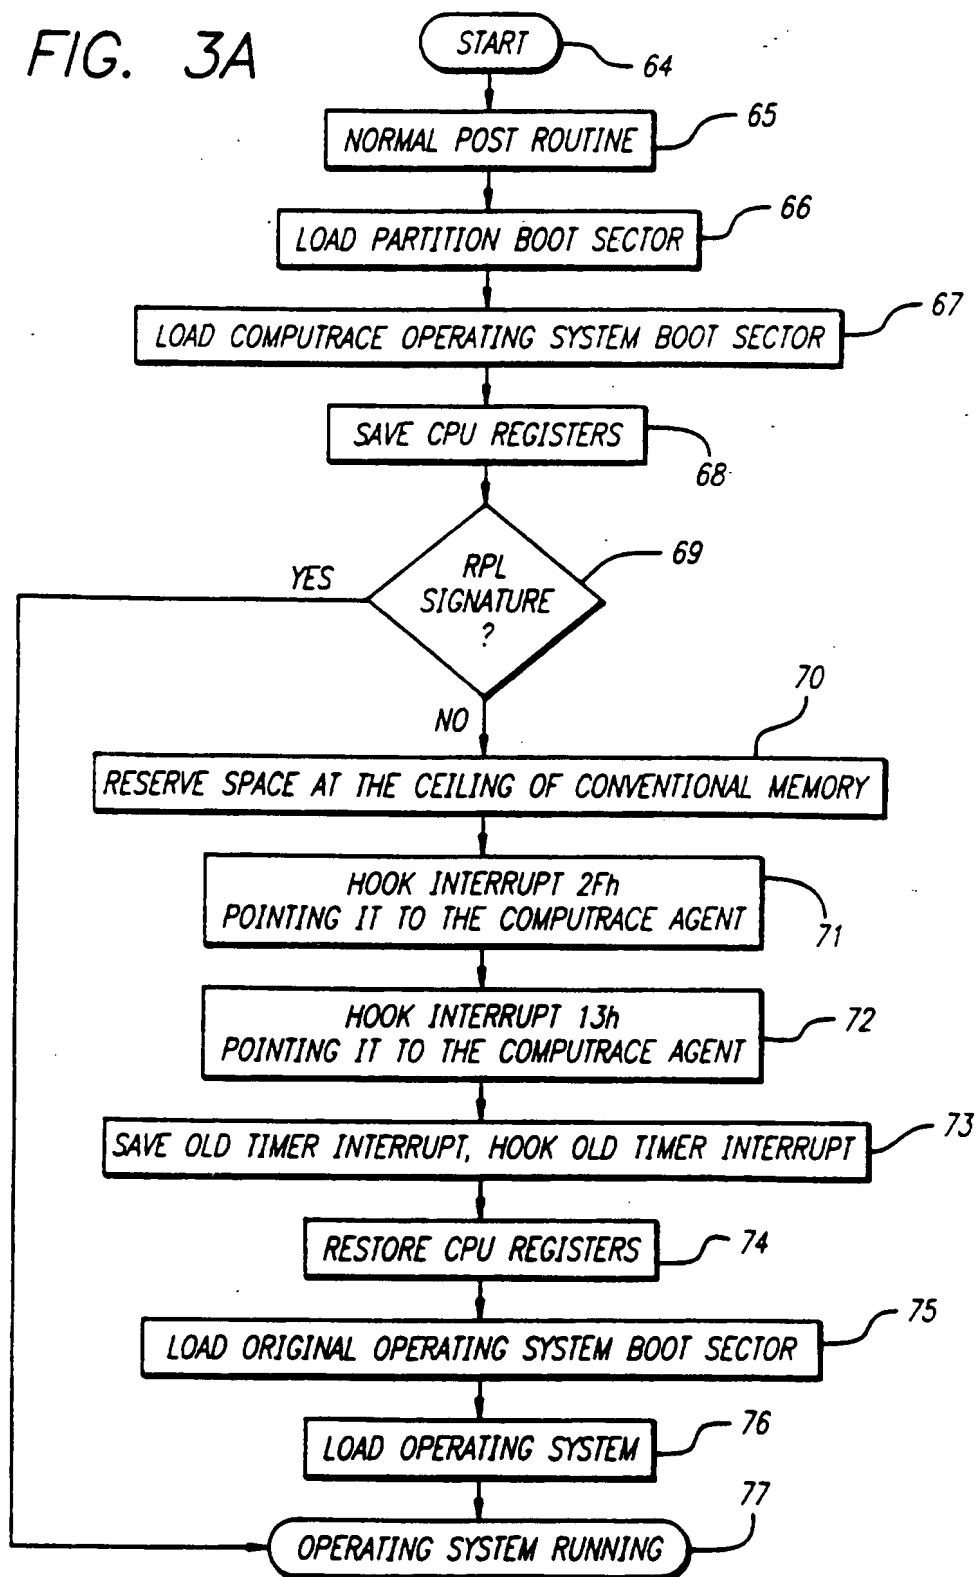 FIG. 3A
START
64
NORMAL POST ROUTINE
65
LOAD PARTITION BOOT SECTOR
66
LOAD COMPUTRACE OPERATING SYSTEM BOOT SECTOR
67
SAVE CPU REGISTERS
68
RPL
SIGNATURE
?
69
YES
NO
70
RESERVE SPACE AT THE CEILING OF CONVENTIONAL MEMORY
HOOK INTERRUPT 2Fh
POINTING IT TO THE COMPUTRACE AGENT
71
HOOK INTERRUPT 13h
POINTING IT TO THE COMPUTRACE AGENT
72
SAVE OLD TIMER INTERRUPT, HOOK OLD TIMER INTERRUPT
73
RESTORE CPU REGISTERS
74
LOAD ORIGINAL OPERATING SYSTEM BOOT SECTOR
75
LOAD OPERATING SYSTEM
76
OPERATING SYSTEM RUNNING
77